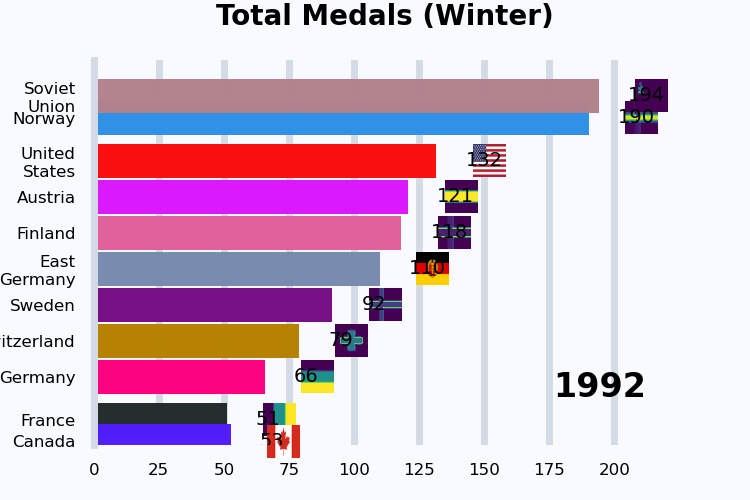 Total Medals (Winter)
Soviet
Union
194
Norway
190
United
States
132
Austria
121
Finland
118
East
Germany
110
Sweden
92
itzerland
79
Germany
66
1992
France
51
Canada
53
0 25 50 75 100 125 150 175 200